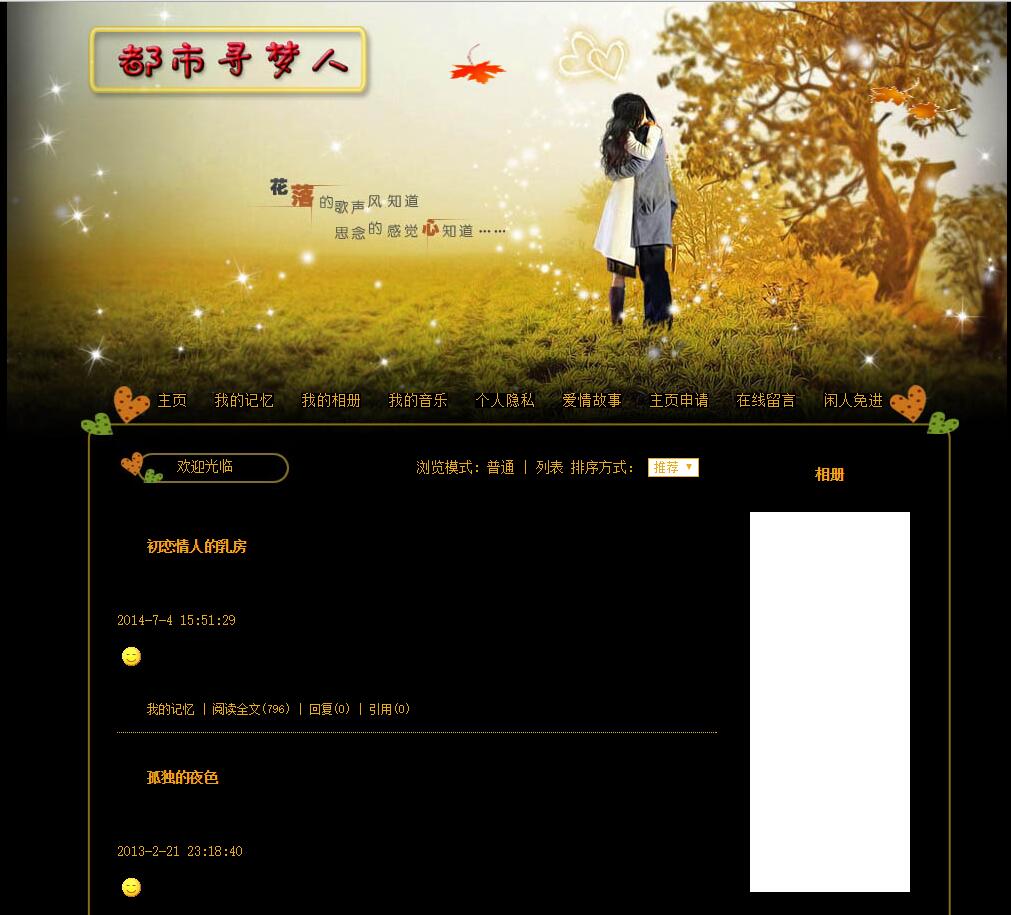 都市寻梦人
花落的歌声风知道
思念的感觉心知道……
主页 我的记忆 我的相册 我的音乐 个人隐私 爱情故事 主页申请 在线留言 闲人免进
欢迎光临 浏览模式: 普通 | 列表 排序方式: 推荐 ▼ 相册
初恋情人的乳房
2014-7-4 15:51:29
我的记忆 | 阅读全文(796) | 回复(0) | 引用(0)
孤独的夜色
2013-2-21 23:18:40